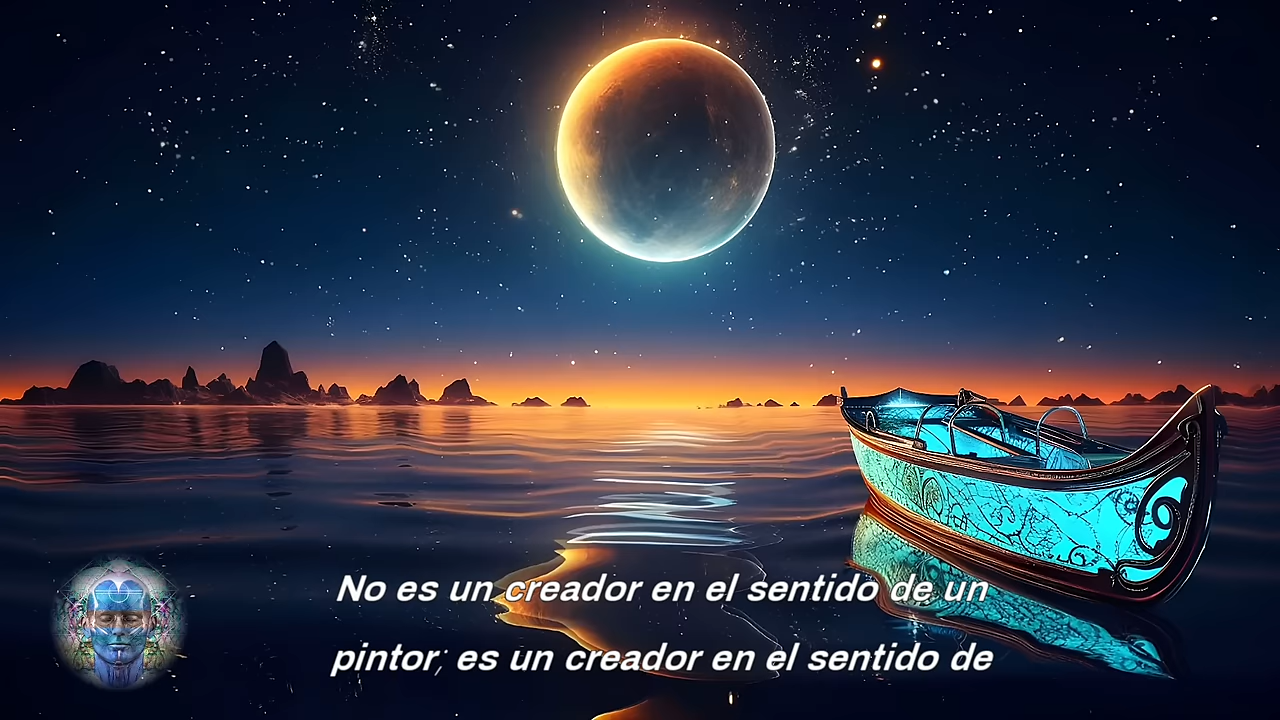 No es un creador en el sentido de un
pintor; es un creador en el sentido de